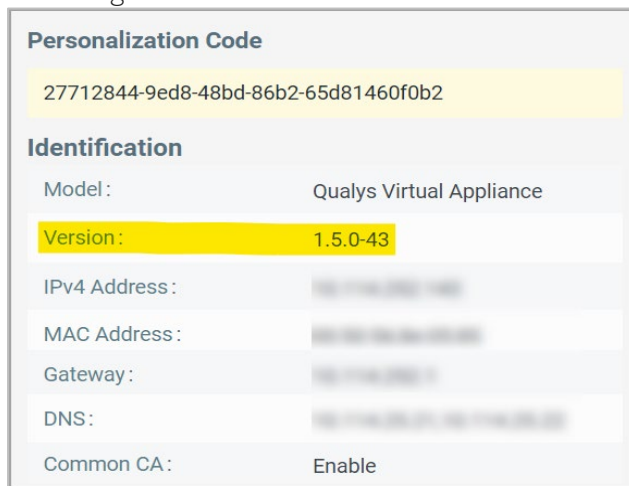 Personalization Code
27712844-9ed8-48bd-86b2-65d81460f0b2
Identification
Model: Qualys Virtual Appliance
Version: 1.5.0-43
IPv4 Address:
MAC Address:
Gateway:
DNS:
Common CA: Enable